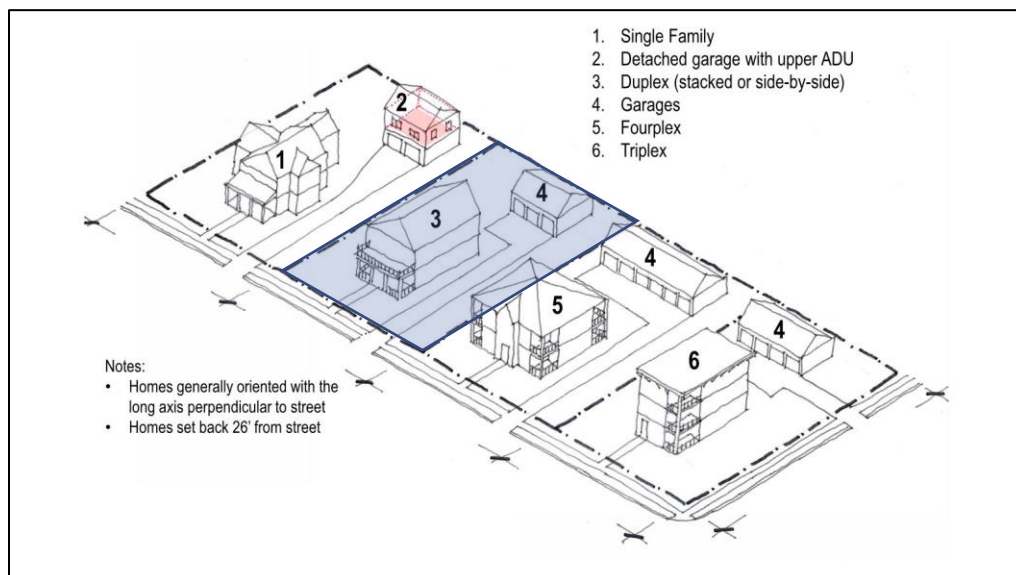 1. Single Family
2. Detached garage with upper ADU
3. Duplex (stacked or side-by-side)
4. Garages
5. Fourplex
6. Triplex
2
1
4
3
4
5
4
6
Notes:
• Homes generally oriented with the
long axis perpendicular to street
• Homes set back 26' from street